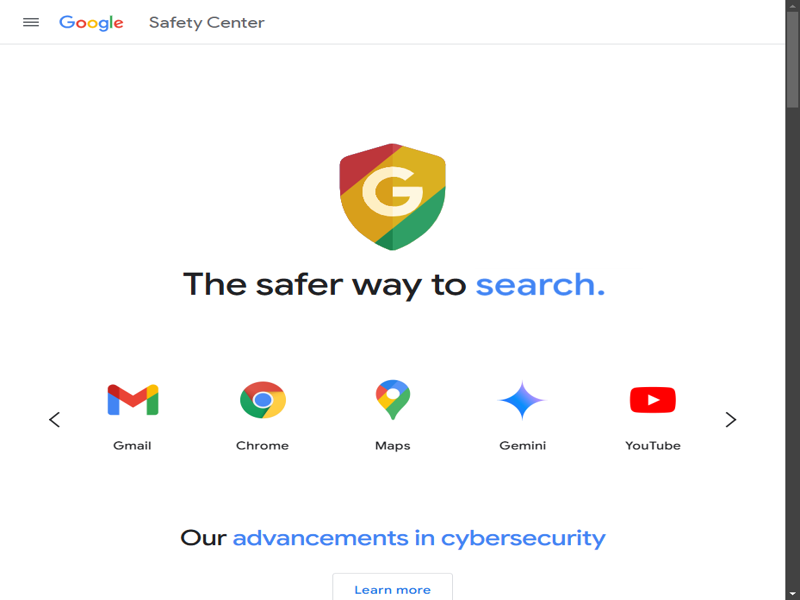 Google Safety Center
G
The safer way to search.
Gmail Chrome Maps Gemini YouTube
Our advancements in cybersecurity
Learn more